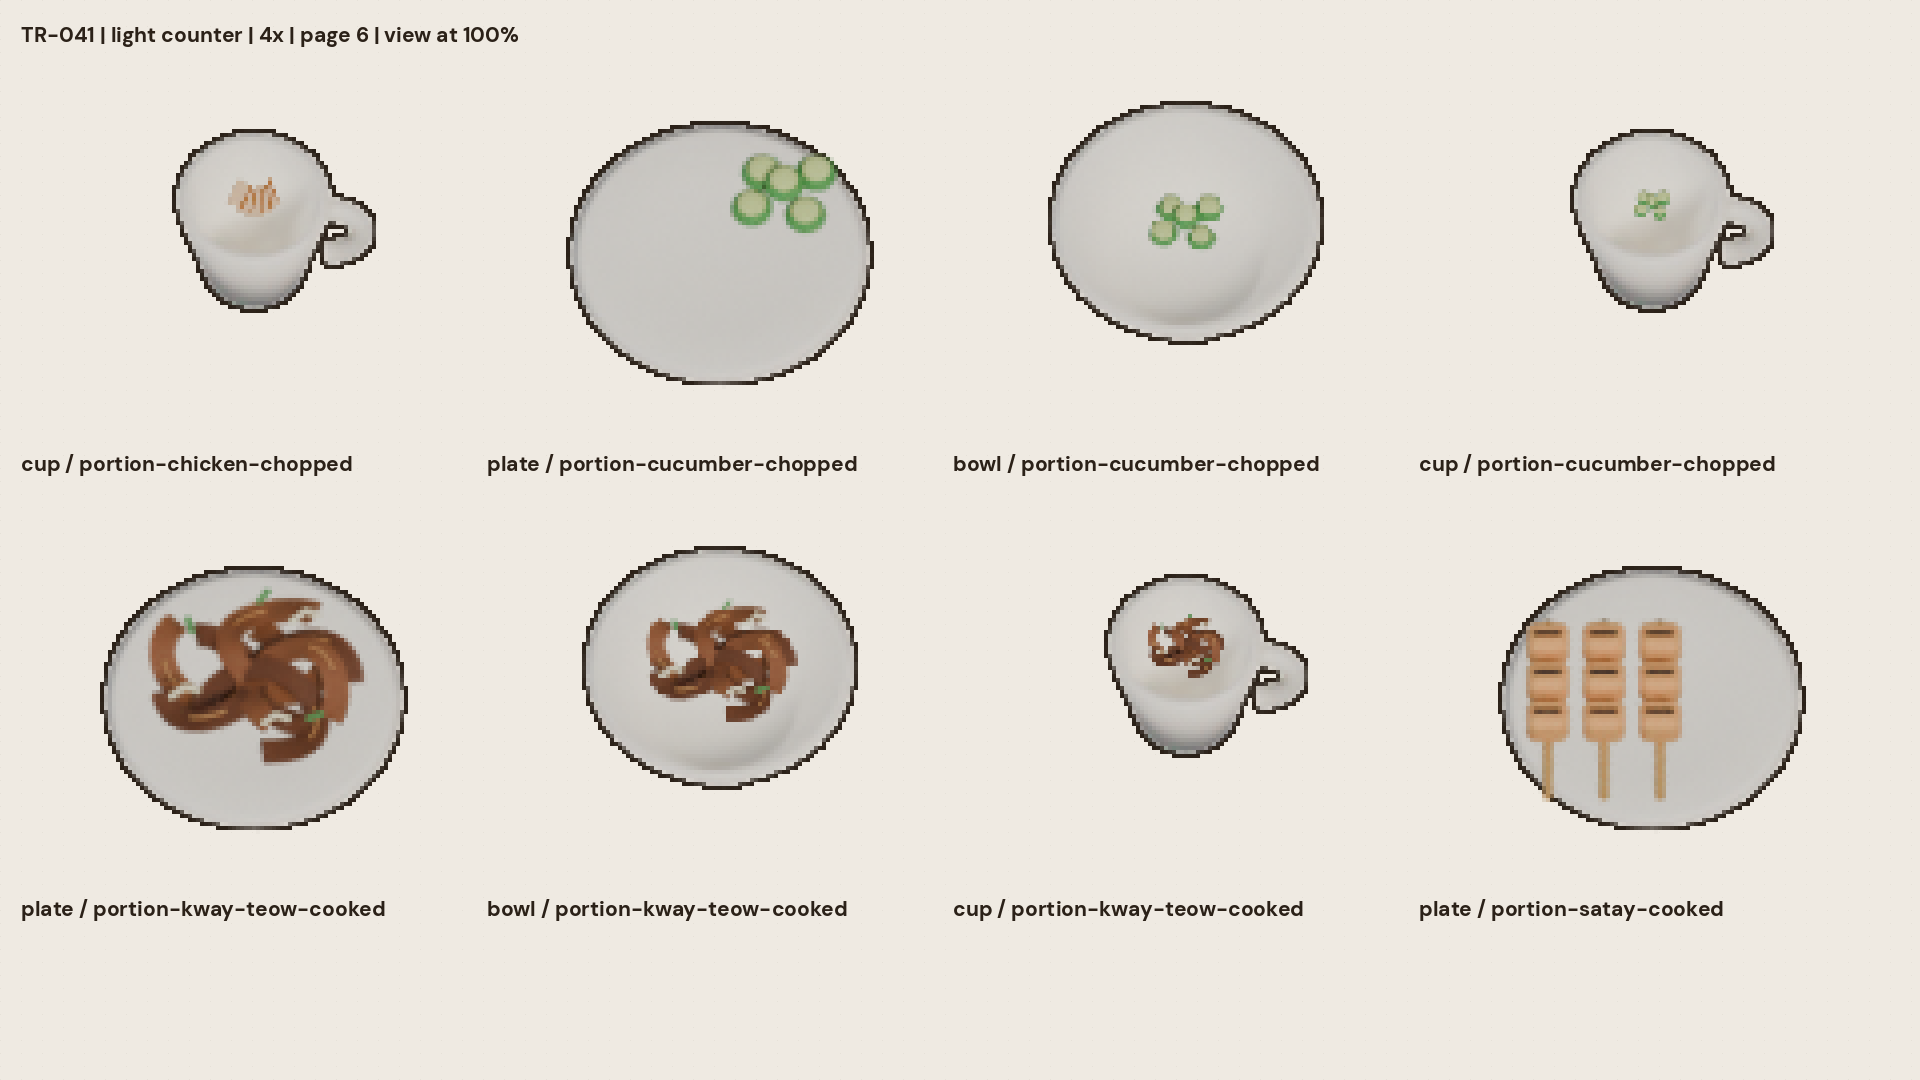 TR-041 | light counter | 4x | page 6 | view at 100%
cup / portion-chicken-chopped
plate / portion-cucumber-chopped
bowl / portion-cucumber-chopped
cup / portion-cucumber-chopped
plate / portion-kway-teow-cooked
bowl / portion-kway-teow-cooked
cup / portion-kway-teow-cooked
plate / portion-satay-cooked